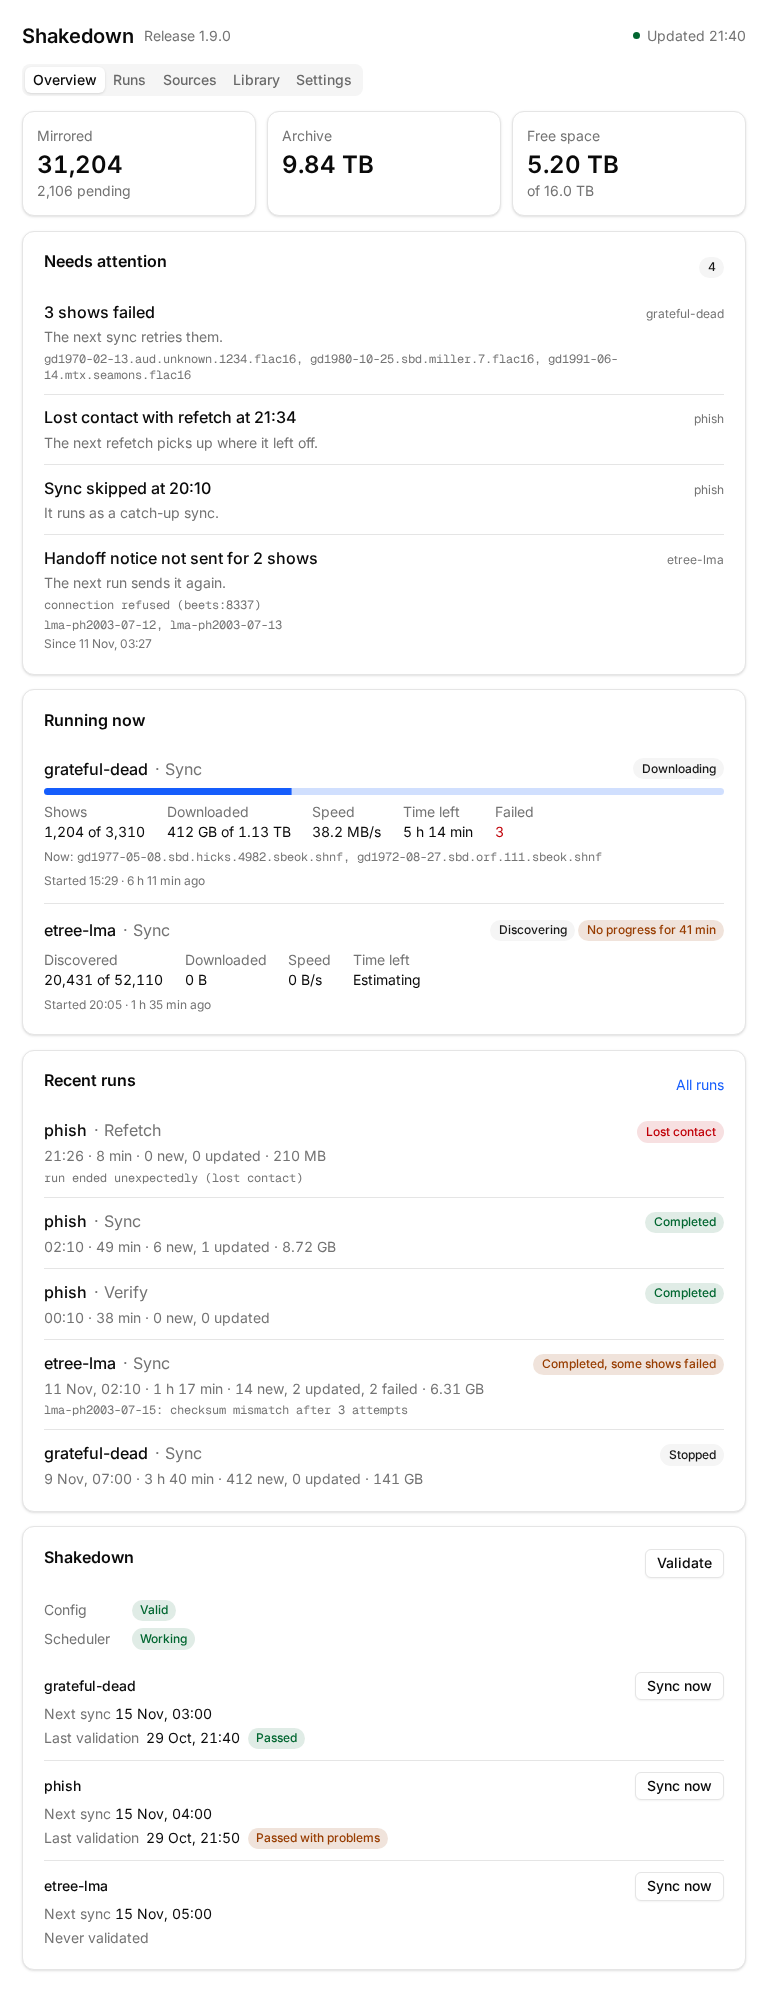 Shakedown Release 1.9.0
Updated 21:40
Overview Runs Sources Library Settings
Mirrored
31,204
2,106 pending
Archive
9.84 TB
Free space
5.20 TB
of 16.0 TB
Needs attention
4
3 shows failed
grateful-dead
The next sync retries them.
gd1970-02-13.aud.unknown.1234.flac16, gd1980-10-25.sbd.miller.7.flac16, gd1991-06-
14.mtx.seamons.flac16
Lost contact with refetch at 21:34
phish
The next refetch picks up where it left off.
Sync skipped at 20:10
phish
It runs as a catch-up sync.
Handoff notice not sent for 2 shows
etree-lma
The next run sends it again.
connection refused (beets:8337)
lma-ph2003-07-12, lma-ph2003-07-13
Since 11 Nov, 03:27
Running now
grateful-dead · Sync
Downloading
Shows Downloaded Speed Time left Failed
1,204 of 3,310 412 GB of 1.13 TB 38.2 MB/s 5 h 14 min 3
Now: gd1977-05-08.sbd.hicks.4982.sbeok.shnf, gd1972-08-27.sbd.orf.111.sbeok.shnf
Started 15:29 · 6 h 11 min ago
etree-lma · Sync
Discovering No progress for 41 min
Discovered Downloaded Speed Time left
20,431 of 52,110 0 B 0 B/s Estimating
Started 20:05 · 1 h 35 min ago
Recent runs
All runs
phish · Refetch
Lost contact
21:26 · 8 min · 0 new, 0 updated · 210 MB
run ended unexpectedly (lost contact)
phish · Sync
Completed
02:10 · 49 min · 6 new, 1 updated · 8.72 GB
phish · Verify
Completed
00:10 · 38 min · 0 new, 0 updated
etree-lma · Sync
Completed, some shows failed
11 Nov, 02:10 · 1 h 17 min · 14 new, 2 updated, 2 failed · 6.31 GB
lma-ph2003-07-15: checksum mismatch after 3 attempts
grateful-dead · Sync
Stopped
9 Nov, 07:00 · 3 h 40 min · 412 new, 0 updated · 141 GB
Shakedown
Validate
Config Valid
Scheduler Working
grateful-dead
Sync now
Next sync 15 Nov, 03:00
Last validation 29 Oct, 21:40 Passed
phish
Sync now
Next sync 15 Nov, 04:00
Last validation 29 Oct, 21:50 Passed with problems
etree-lma
Sync now
Next sync 15 Nov, 05:00
Never validated